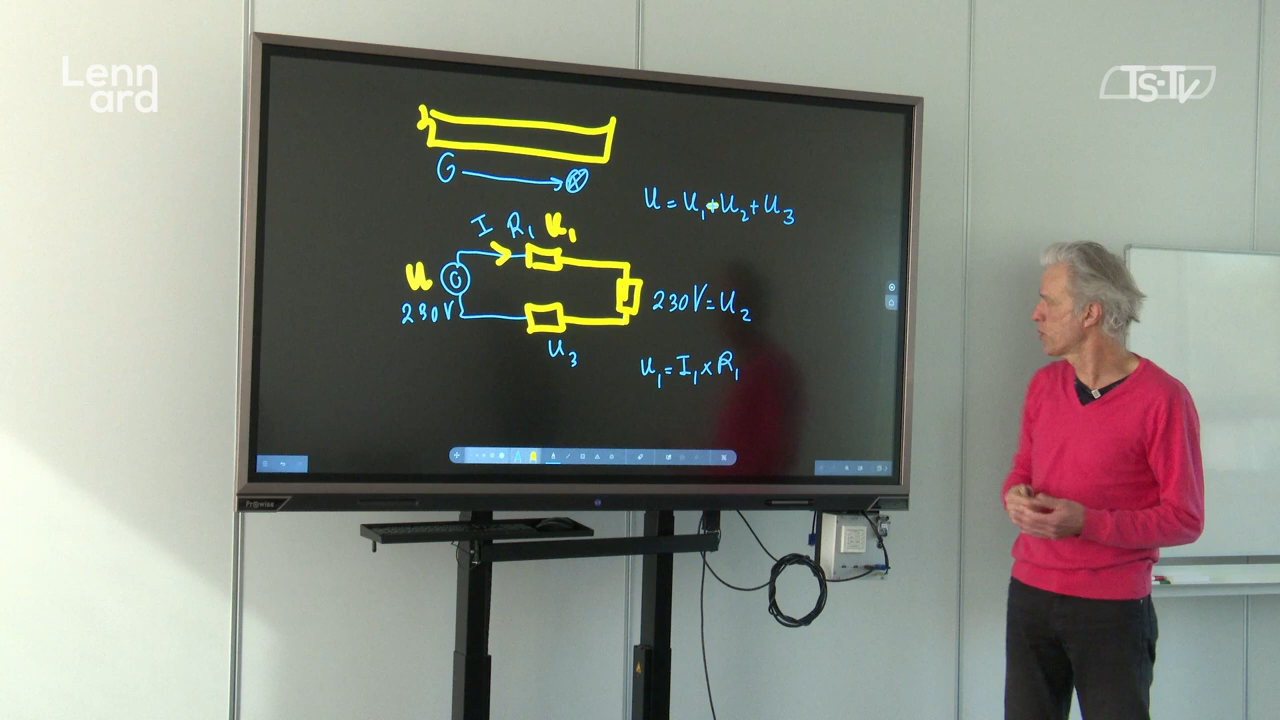 Lenn
ard
TS-TV
G
U = U₁ + U₂ + U₃
I R₁ U₁
U
G
230V
230V = U₂
U₃
U₁ = I₁ × R₁
Prowise